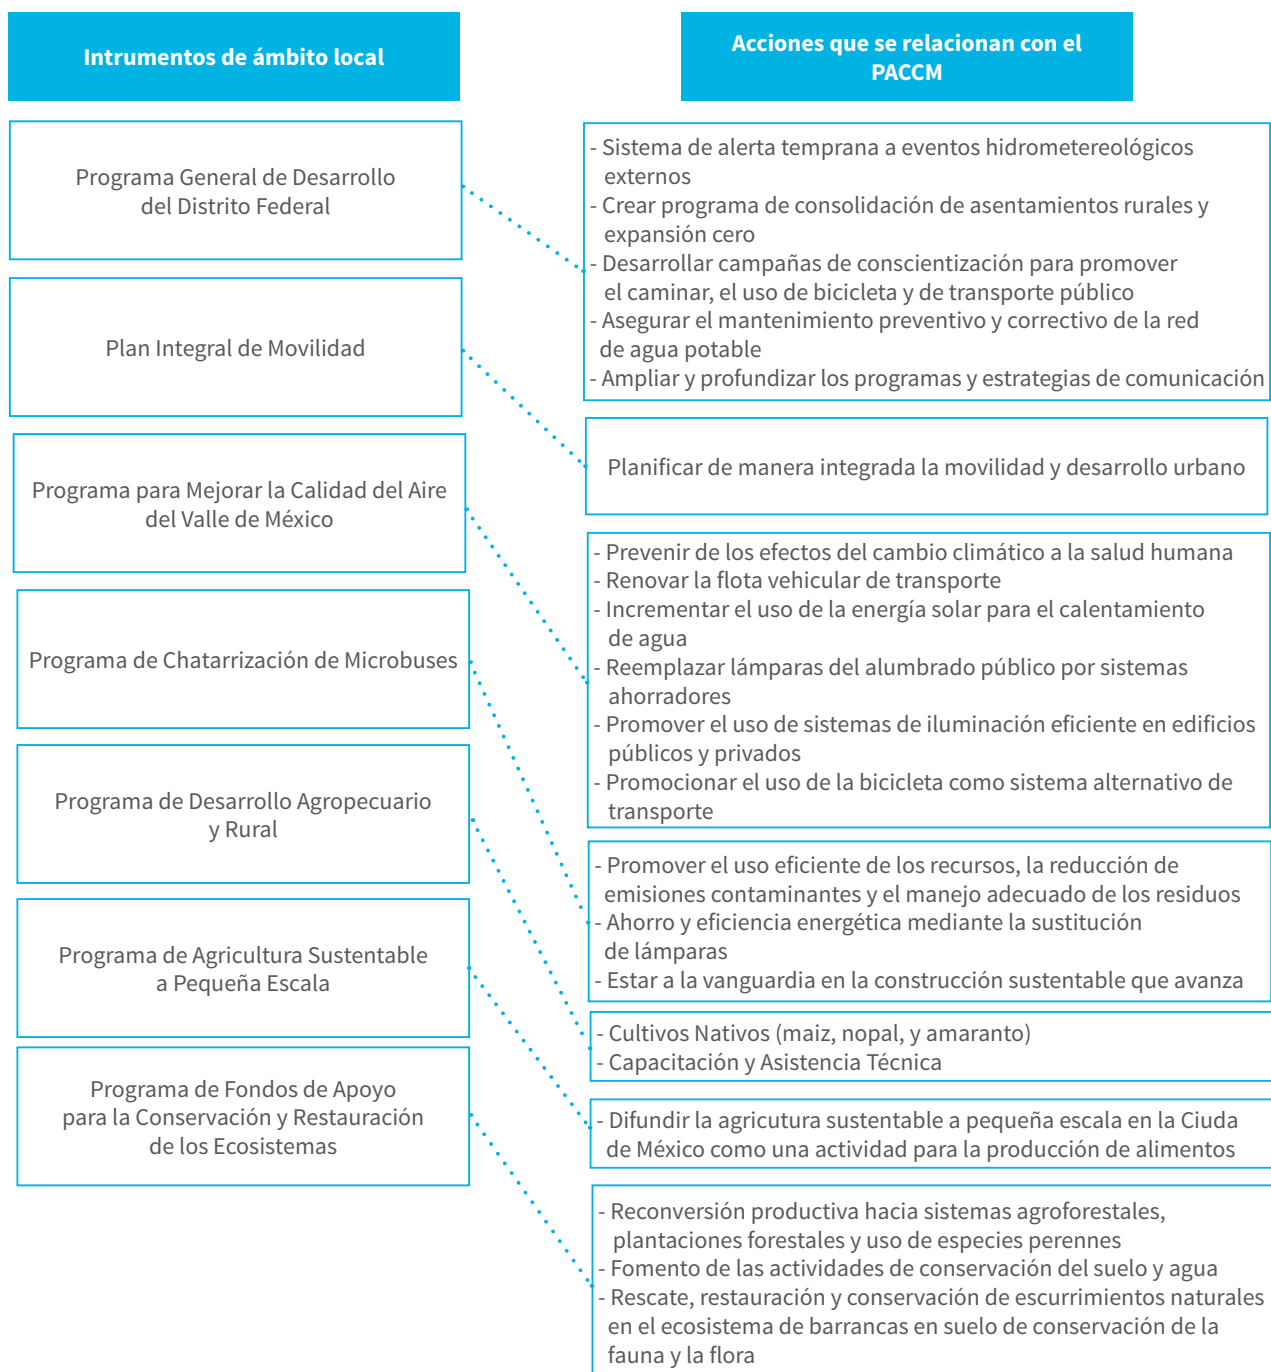 Intrumentos de ámbito local
Acciones que se relacionan con el
PACCM
Programa General de Desarrollo
del Distrito Federal
Plan Integral de Movilidad
Programa para Mejorar la Calidad del Aire
del Valle de México
Programa de Chatarrización de Microbuses
Programa de Desarrollo Agropecuario
y Rural
Programa de Agricultura Sustentable
a Pequeña Escala
Programa de Fondos de Apoyo
para la Conservación y Restauración
de los Ecosistemas
- Sistema de alerta temprana a eventos hidrometereológicos
externos
- Crear programa de consolidación de asentamientos rurales y
expansión cero
- Desarrollar campañas de conscientización para promover
el caminar, el uso de bicicleta y de transporte público
- Asegurar el mantenimiento preventivo y correctivo de la red
de agua potable
- Ampliar y profundizar los programas y estrategias de comunicación
Planificar de manera integrada la movilidad y desarrollo urbano
- Prevenir de los efectos del cambio climático a la salud humana
- Renovar la flota vehicular de transporte
- Incrementar el uso de la energía solar para el calentamiento
de agua
- Reemplazar lámparas del alumbrado público por sistemas
ahorradores
- Promover el uso de sistemas de iluminación eficiente en edificios
públicos y privados
- Promocionar el uso de la bicicleta como sistema alternativo de
transporte
- Promover el uso eficiente de los recursos, la reducción de
emisiones contaminantes y el manejo adecuado de los residuos
- Ahorro y eficiencia energética mediante la sustitución
de lámparas
- Estar a la vanguardia en la construcción sustentable que avanza
- Cultivos Nativos (maiz, nopal, y amaranto)
- Capacitación y Asistencia Técnica
- Difundir la agricutura sustentable a pequeña escala en la Ciuda
de México como una actividad para la producción de alimentos
- Reconversión productiva hacia sistemas agroforestales,
plantaciones forestales y uso de especies perennes
- Fomento de las actividades de conservación del suelo y agua
- Rescate, restauración y conservación de escurrimientos naturales
en el ecosistema de barrancas en suelo de conservación de la
fauna y la flora